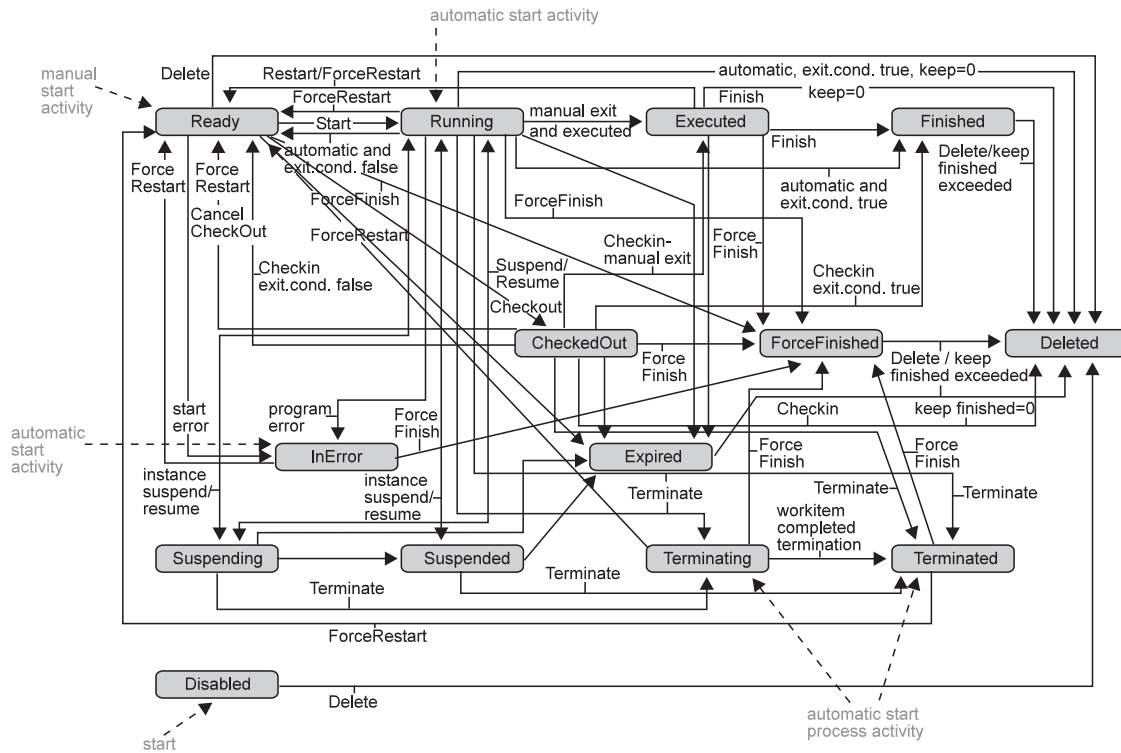 automatic start activity
manual
start
activity
Delete
Restart/ForceRestart
automatic, exit.cond. true, keep=0
ForceRestart
Finish
keep=0
Ready
Start
Running
manual exit
and executed
Executed
Finish
Finished
automatic and
exit.cond. false
Force
Restart
Force
Restart
ForceFinish
automatic and
exit.cond. true
Delete/keep
finished
exceeded
Cancel
CheckOut
ForceFinish
ForceRestart
Force
Finish
Checkin-
manual exit
Checkin
exit.cond. false
Suspend/
Resume
Checkin
exit.cond. true
Checkout
CheckedOut
Force
Finish
ForceFinished
Delete / keep
finished exceeded
Deleted
start
error
program
error
Force
Finish
Checkin
keep finished=0
automatic
start
activity
InError
Expired
Force
Finish
Force
Finish
instance
suspend/
resume
instance
suspend/
resume
Terminate
Terminate
Terminate
workitem
completed
termination
Suspending
Suspended
Terminating
Terminated
Terminate
Terminate
ForceRestart
Disabled
Delete
start
automatic start
process activity